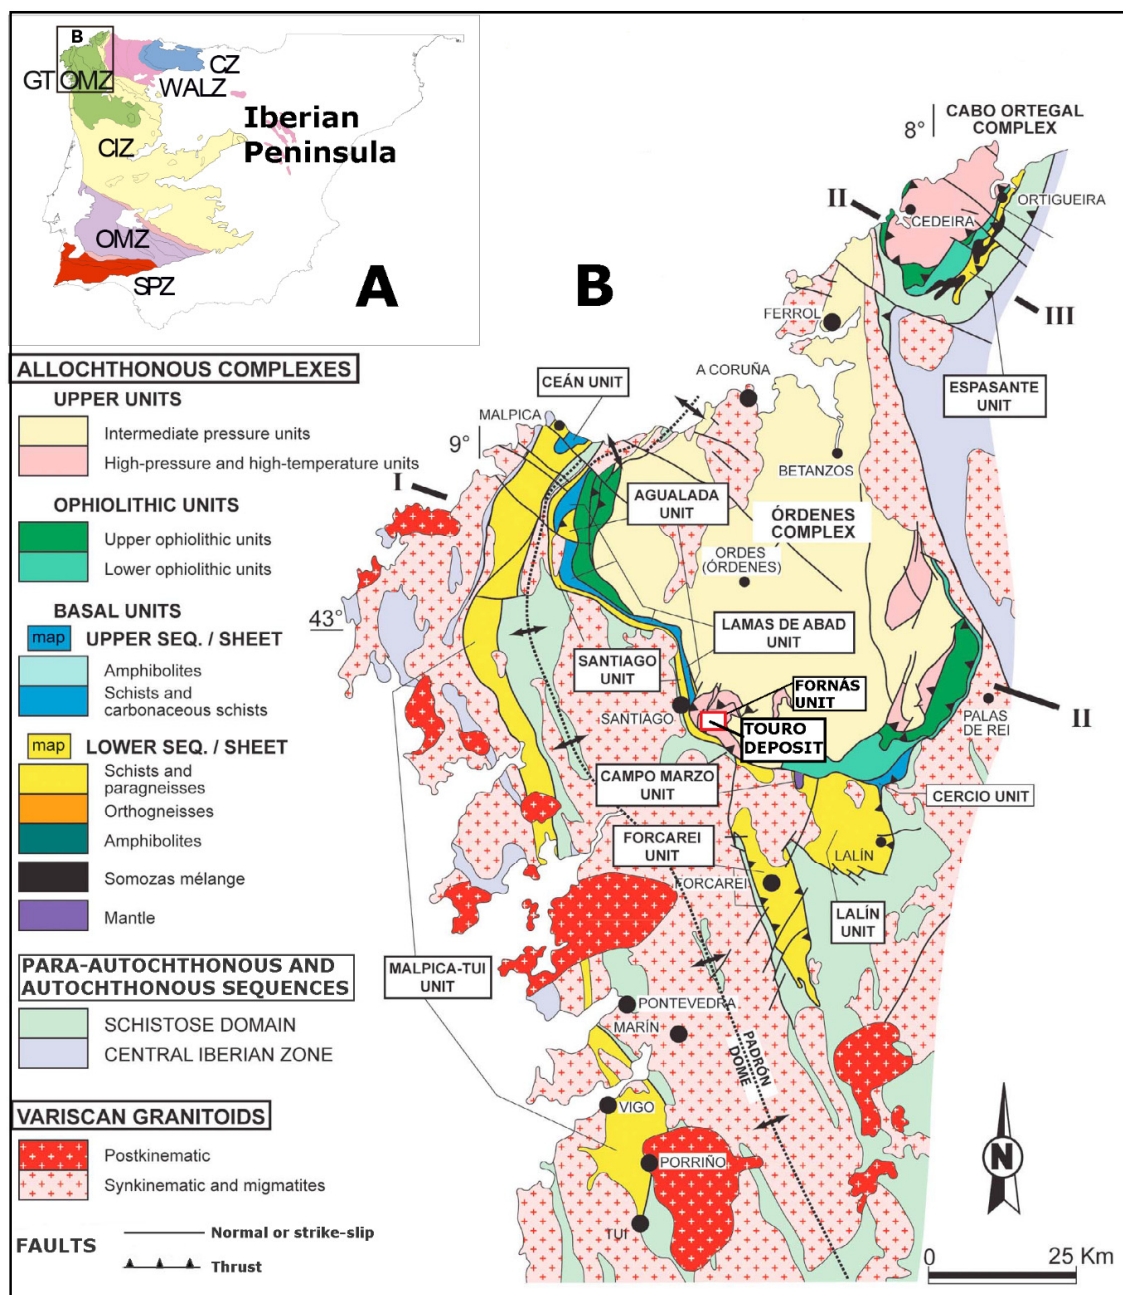 B
GT
OMZ
CZ
WALZ
Iberian
Peninsula
CIZ
OMZ
SPZ
A
ALLOCHTHONOUS COMPLEXES
UPPER UNITS
Intermediate pressure units
High-pressure and high-temperature units
OPHIOLITHIC UNITS
Upper ophiolithic units
Lower ophiolithic units
BASAL UNITS
map UPPER SEQ. / SHEET
Amphibolites
Schists and
carbonaceous schists
map LOWER SEQ. / SHEET
Schists and
paragneisses
Orthogneisses
Amphibolites
Somozas mélange
Mantle
PARA-AUTOCHTHONOUS AND
AUTOCHTHONOUS SEQUENCES
SCHISTOSE DOMAIN
CENTRAL IBERIAN ZONE
VARISCAN GRANITOIDS
Postkinematic
Synkinematic and migmatites
FAULTS
Normal or strike-slip
Thrust
B
8°
CABO ORTEGAL
COMPLEX
II
CEDEIRA
ORTIGUEIRA
III
FERROL
ESPASANTE
UNIT
A CORUÑA
CEÁN UNIT
MALPICA
9°
I
BETANZOS
AGUALADA
UNIT
ÓRDENES
COMPLEX
ORDES
(ÓRDENES)
43°
LAMAS DE ABAD
UNIT
SANTIAGO
UNIT
FORNÁS
UNIT
SANTIAGO
TOURO
DEPOSIT
PALAS
DE REI
II
CAMPO MARZO
UNIT
CERCIO UNIT
FORCAREI
UNIT
LALÍN
FORCAREI
LALÍN
UNIT
MALPICA-TUI
UNIT
PONTEVEDRA
MARÍN
PADRÓN
DOME
VIGO
PORRIÑO
TUI
N
0
25 Km